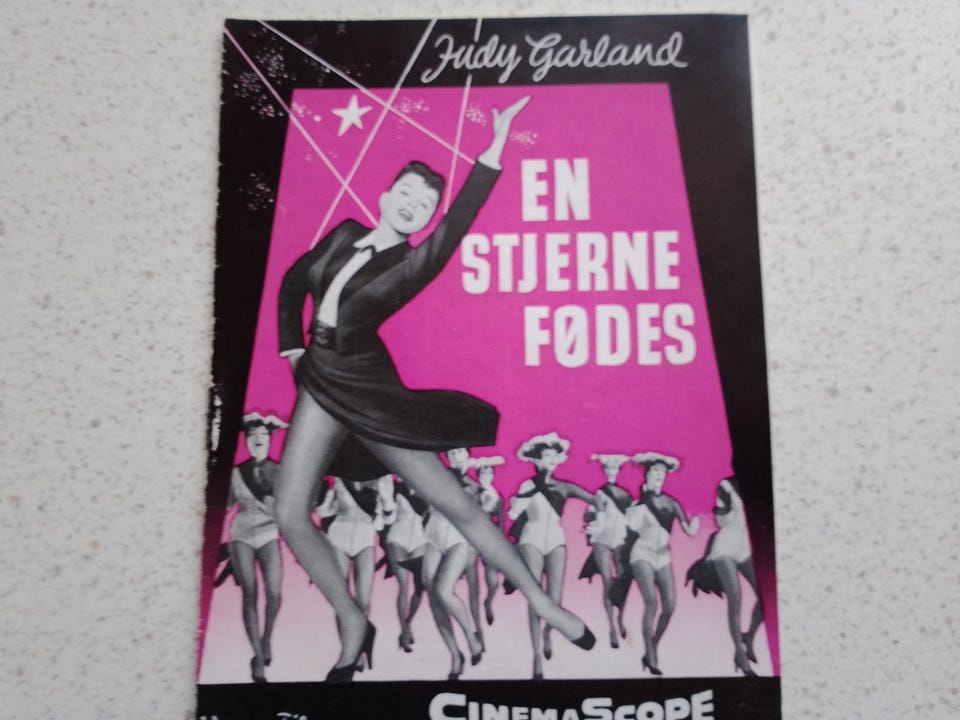 Judy Garland
EN
STJERNE
FØDES
CINEMASCOPE